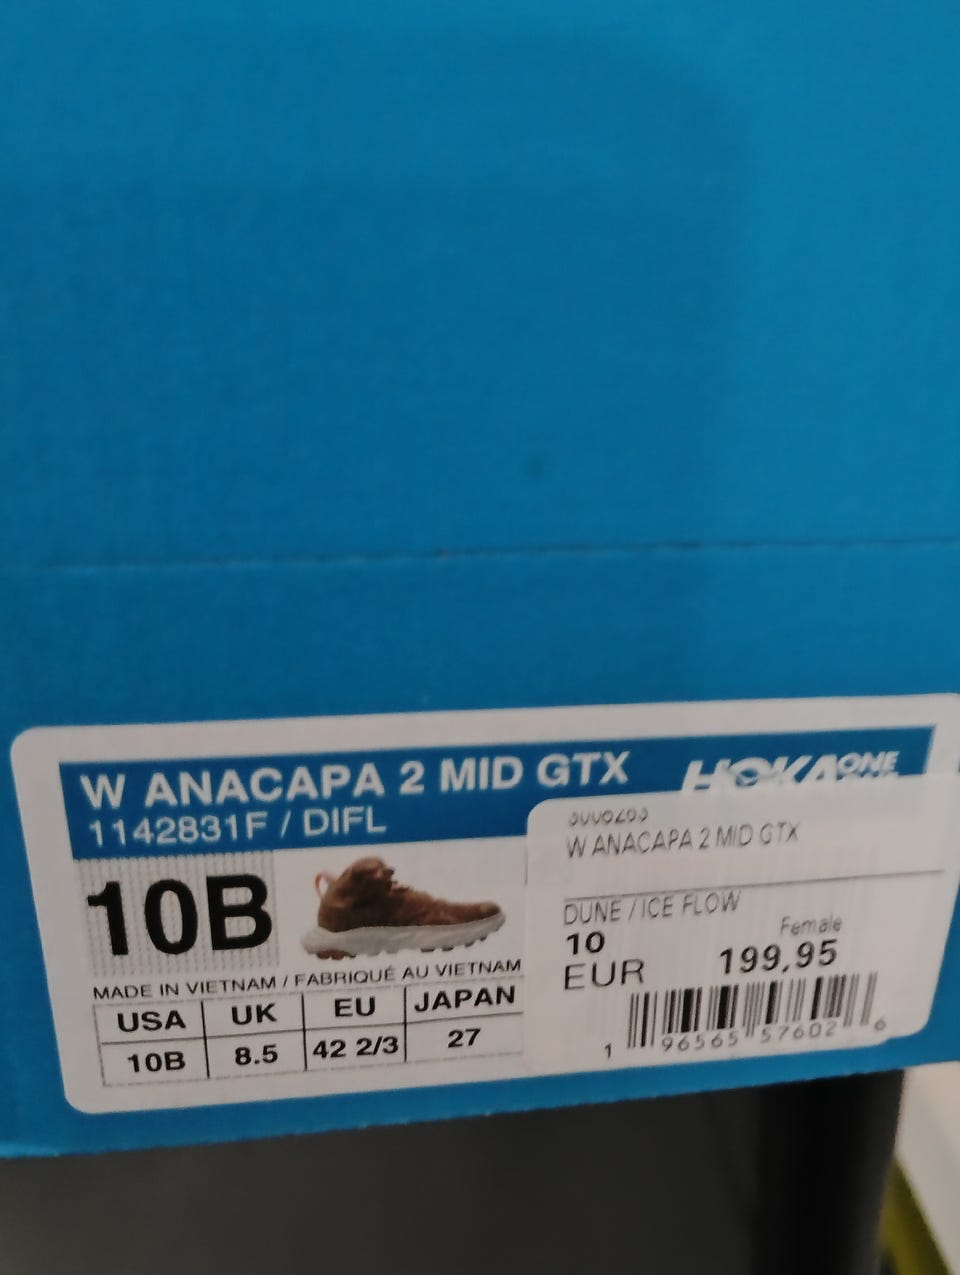 W ANACAPA 2 MID GTX
HOKA ONE
1142831F / DIFL
10B
MADE IN VIETNAM / FABRIQUÉ AU VIETNAM
USA UK EU JAPAN
10B 8.5 42 2/3 27
W ANACAPA 2 MID GTX
DUNE / ICE FLOW
Female
10
EUR 199,95
1 96565 57602 6